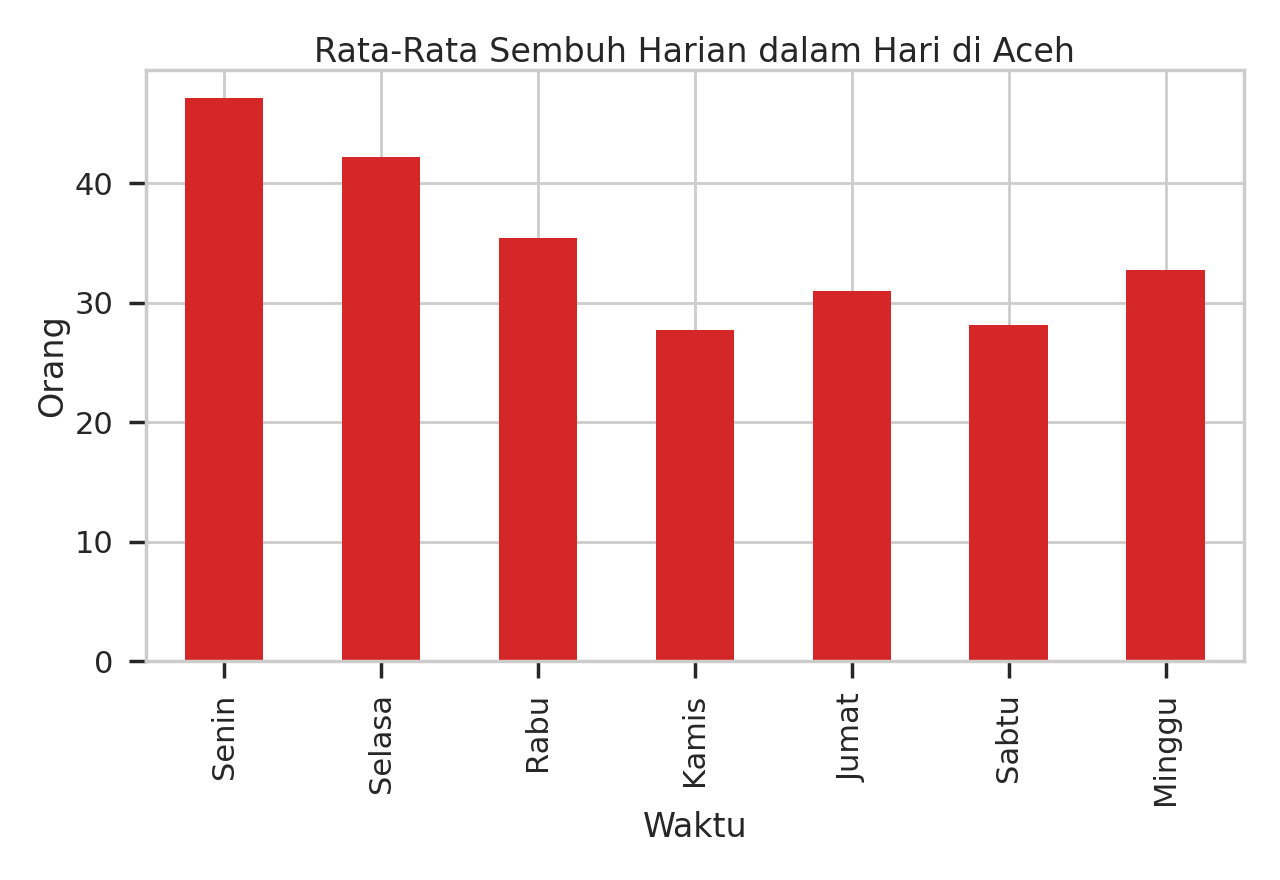 Rata-Rata Sembuh Harian dalam Hari di Aceh
Orang
40
30
20
10
0
Senin
Selasa
Rabu
Kamis
Jumat
Sabtu
Minggu
Waktu